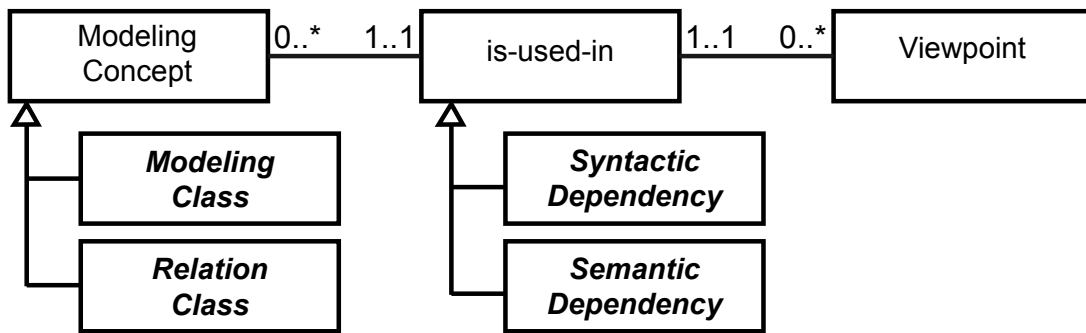 Modeling
Concept
0..* 1..1
is-used-in
1..1 0..*
Viewpoint
Modeling
Class
Relation
Class
Syntactic
Dependency
Semantic
Dependency